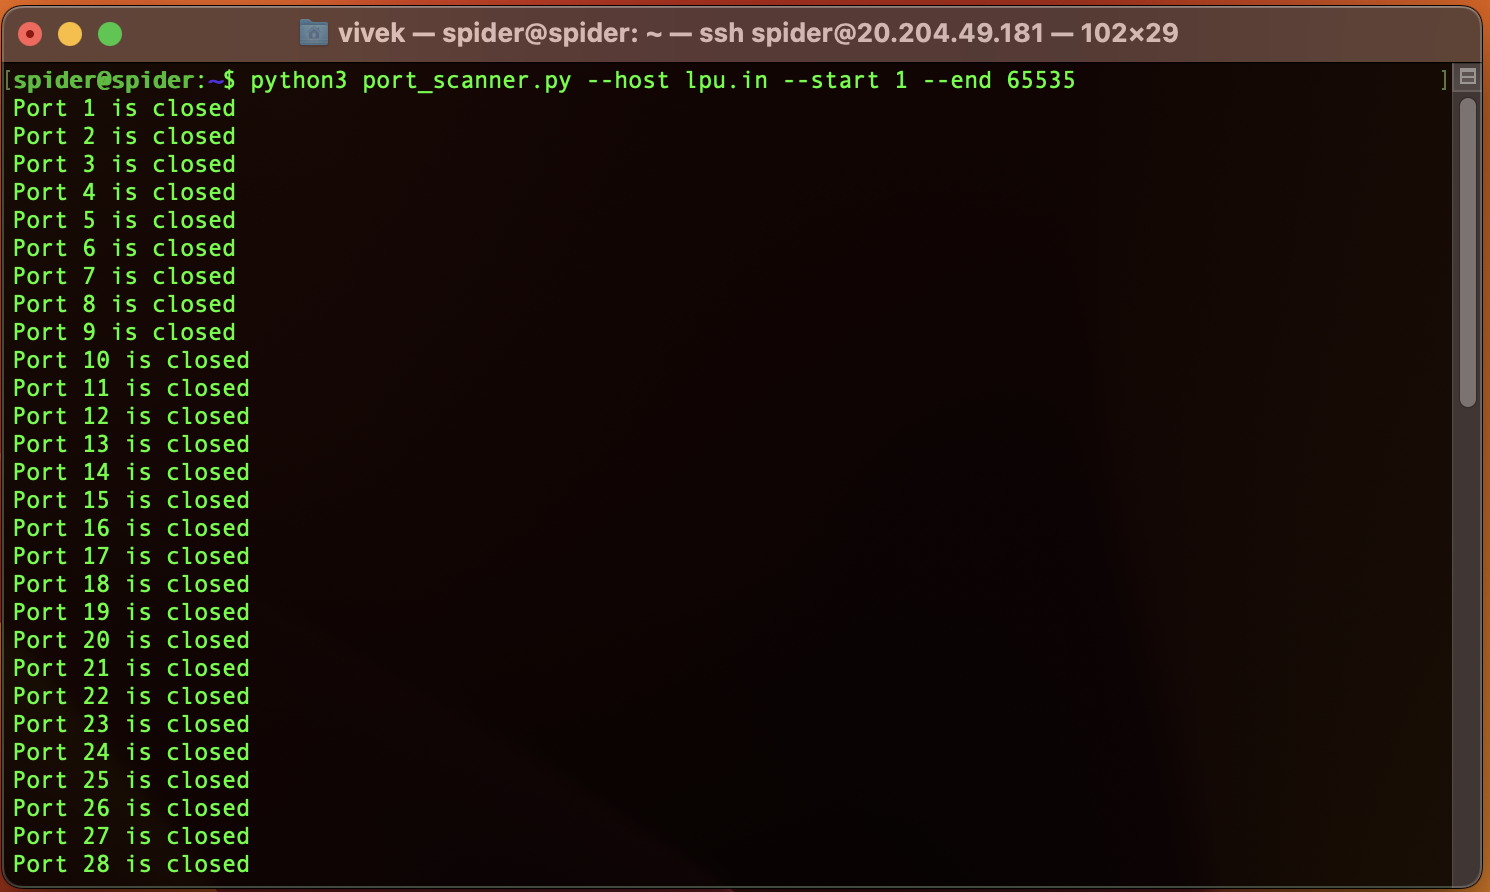 vivek — spider@spider: ~ — ssh spider@20.204.49.181 — 102×29
[spider@spider:~$ python3 port_scanner.py --host lpu.in --start 1 --end 65535 ]
Port 1 is closed
Port 2 is closed
Port 3 is closed
Port 4 is closed
Port 5 is closed
Port 6 is closed
Port 7 is closed
Port 8 is closed
Port 9 is closed
Port 10 is closed
Port 11 is closed
Port 12 is closed
Port 13 is closed
Port 14 is closed
Port 15 is closed
Port 16 is closed
Port 17 is closed
Port 18 is closed
Port 19 is closed
Port 20 is closed
Port 21 is closed
Port 22 is closed
Port 23 is closed
Port 24 is closed
Port 25 is closed
Port 26 is closed
Port 27 is closed
Port 28 is closed